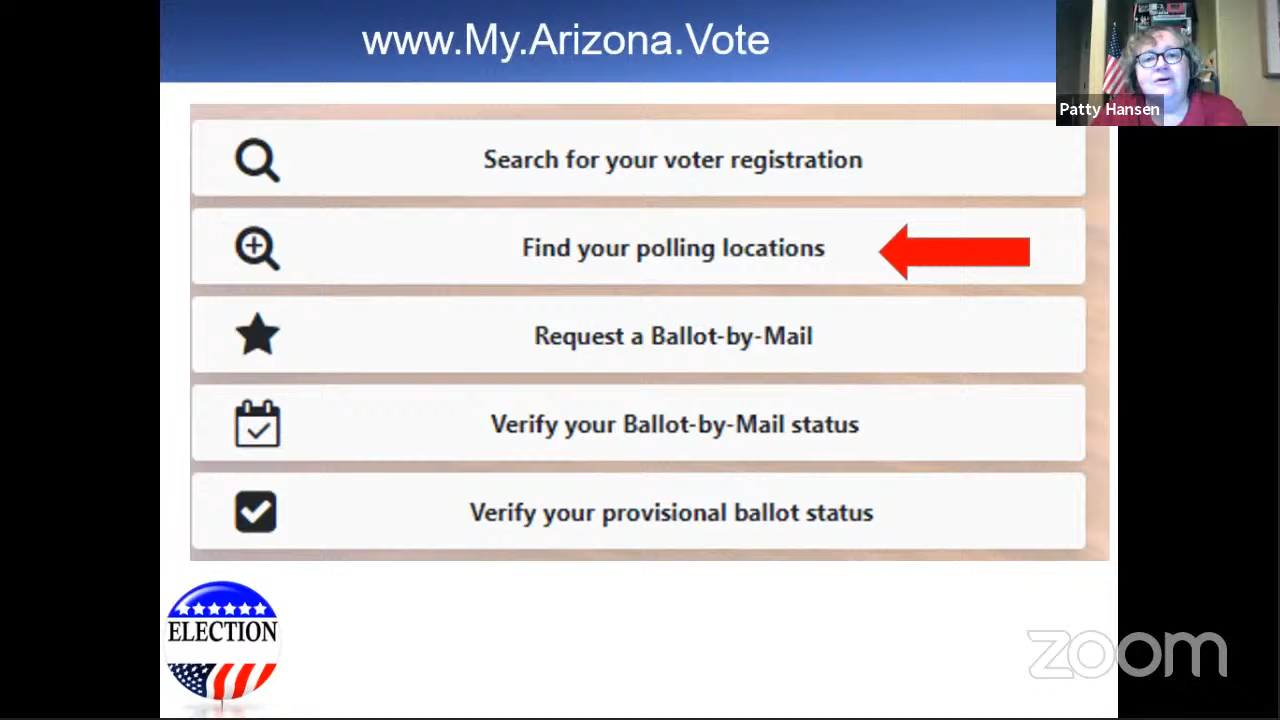 www.My.Arizona.Vote
Patty Hansen
Search for your voter registration
Find your polling locations
Request a Ballot-by-Mail
Verify your Ballot-by-Mail status
Verify your provisional ballot status
ELECTION
zoom